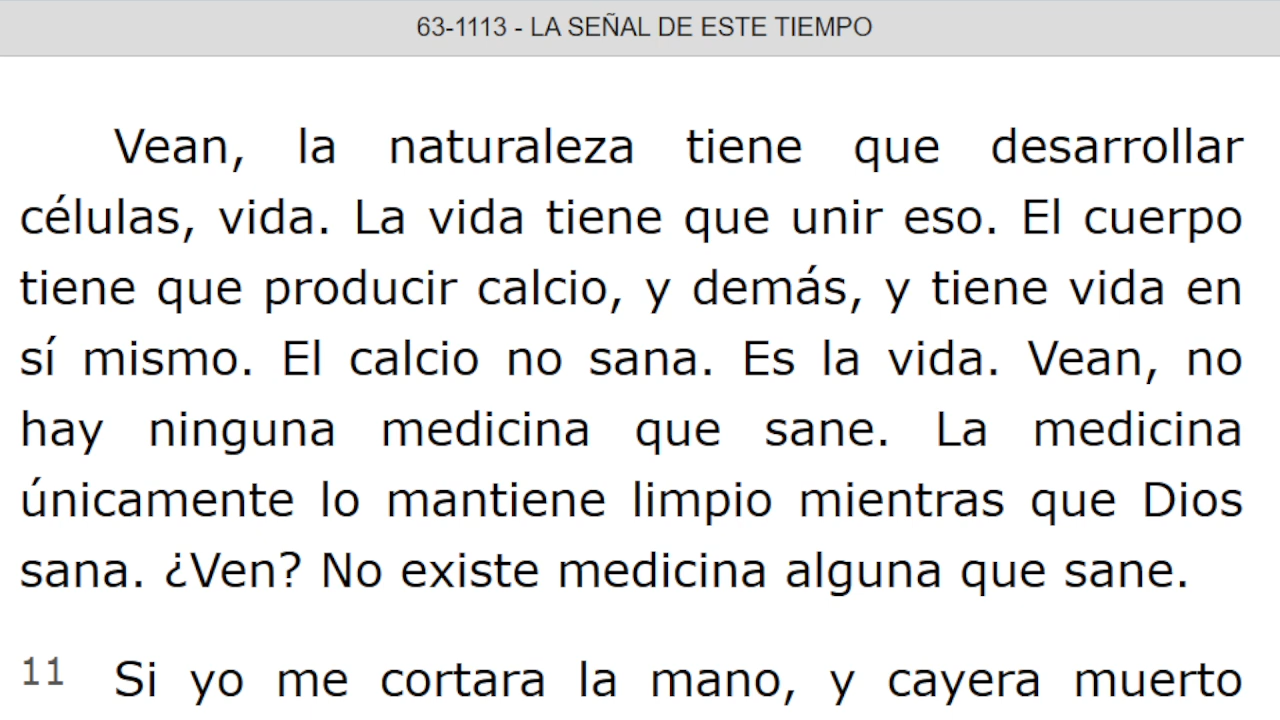 63-1113 - LA SEÑAL DE ESTE TIEMPO
Vean, la naturaleza tiene que desarrollar
células, vida. La vida tiene que unir eso. El cuerpo
tiene que producir calcio, y demás, y tiene vida en
sí mismo. El calcio no sana. Es la vida. Vean, no
hay ninguna medicina que sane. La medicina
únicamente lo mantiene limpio mientras que Dios
sana. ¿Ven? No existe medicina alguna que sane.
11 Si yo me cortara la mano, y cayera muerto